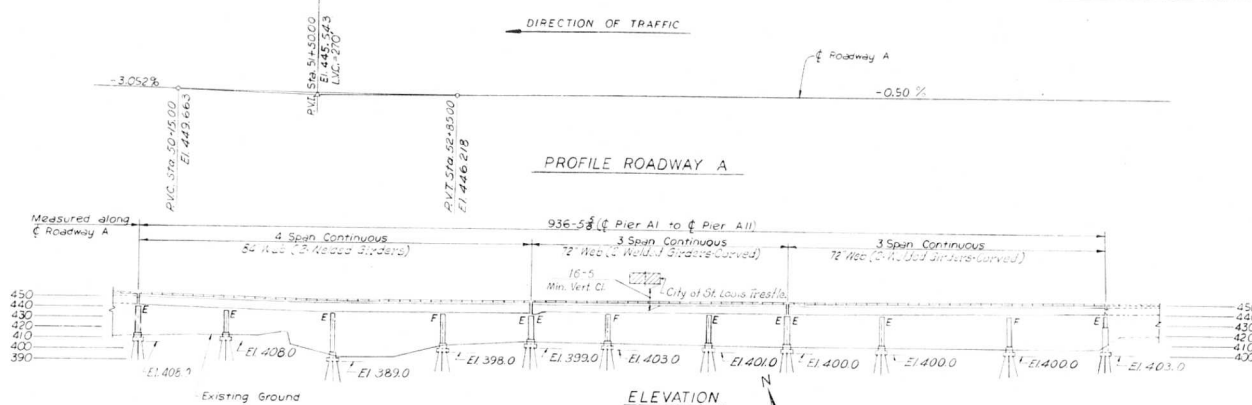 DIRECTION OF TRAFFIC
℄ Roadway A
-3.052%
-0.50 %
P.V.C. Sta. 50+15.00
El. 449.663
P.V.I. Sta. 51+50.00
El. 445.543
L.V.C.=270'
P.V.T. Sta. 52+85.00
El. 446.218
PROFILE ROADWAY A
Measured along
℄ Roadway A
936-5⅝ (℄ Pier A1 to ℄ Pier A11)
4 Span Continuous
3 Span Continuous
72" Web (2-Welded Girders-Curved)
3 Span Continuous
72" Web (2-Welded Girders-Curved)
16-5
Min. Vert. Cl.
City of St. Louis Trestle
450
440
430
420
410
400
390
E
E
E
F
E
E
E
E
E
F
E
450
440
430
420
410
400
El. 408.0
El. 408.0
El. 389.0
El. 398.0
El. 399.0
El. 403.0
El. 401.0
El. 400.0
El. 400.0
El. 400.0
El. 403.0
Existing Ground
ELEVATION
N